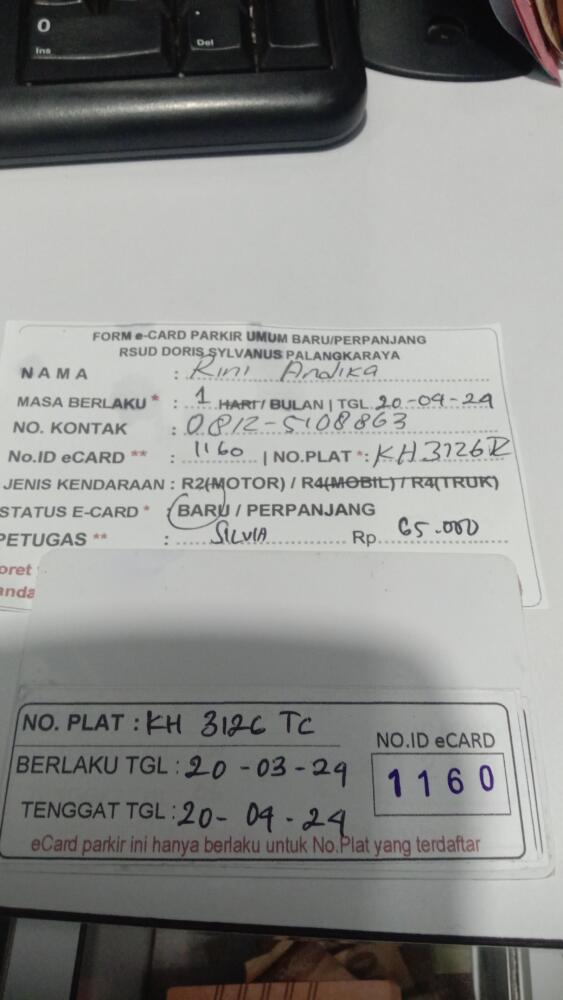 0
Ins
Del
FORM e-CARD PARKIR UMUM BARU/PERPANJANG
RSUD DORIS SYLVANUS PALANGKARAYA
NAMA : Rini Andika
MASA BERLAKU * : 1 HARI / BULAN | TGL 20-04-24
NO. KONTAK : 0812-5108863
No.ID eCARD ** : 1160 | NO.PLAT *: KH3126
JENIS KENDARAAN : R2(MOTOR) / R4(MOBIL) / R4(TRUK)
STATUS E-CARD * : BARU / PERPANJANG
PETUGAS ** : SILVIA Rp 65.000
oret
anda
NO. PLAT : KH 3126 TC
NO.ID eCARD
BERLAKU TGL : 20-03-24
1160
TENGGAT TGL : 20-04-24
eCard parkir ini hanya berlaku untuk No.Plat yang terdaftar